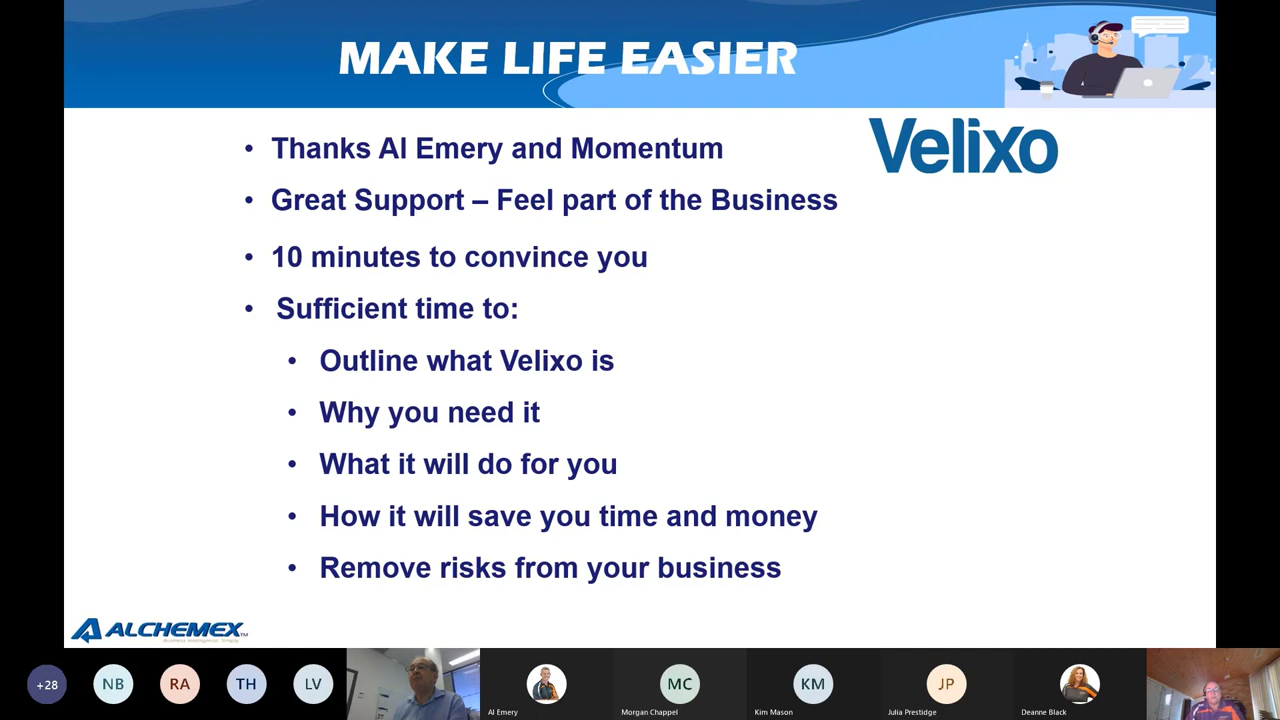 MAKE LIFE EASIER
Velixo
• Thanks Al Emery and Momentum
• Great Support – Feel part of the Business
• 10 minutes to convince you
• Sufficient time to:
• Outline what Velixo is
• Why you need it
• What it will do for you
• How it will save you time and money
• Remove risks from your business
ALCHEMEX™
+28
NB
RA
TH
LV
Al Emery
MC
Morgan Chappel
KM
Kim Mason
JP
Julia Prestidge
Deanne Black